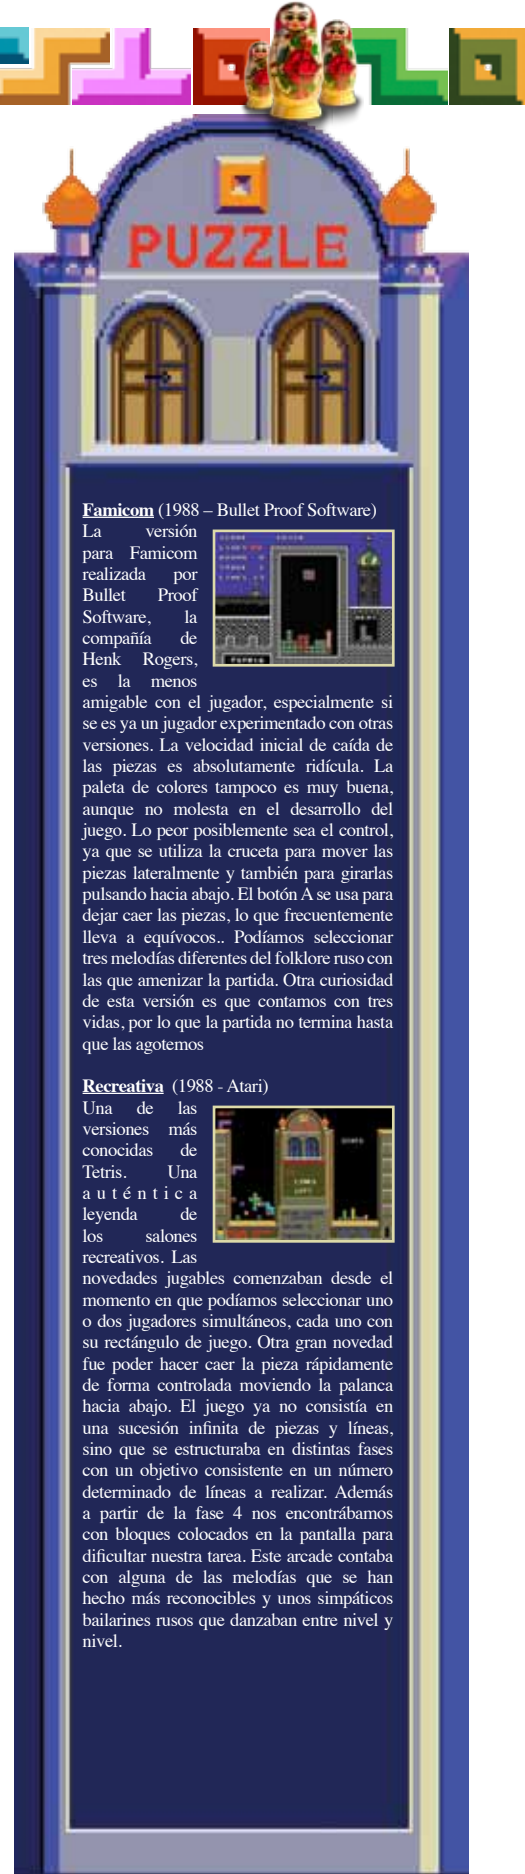 PUZZLE
Famicom (1988 – Bullet Proof Software)
La versión
para Famicom
realizada por
Bullet Proof
Software, la
compañía de
Henk Rogers,
es la menos
amigable con el jugador, especialmente si
se es ya un jugador experimentado con otras
versiones. La velocidad inicial de caída de
las piezas es absolutamente ridícula. La
paleta de colores tampoco es muy buena,
aunque no molesta en el desarrollo del
juego. Lo peor posiblemente sea el control,
ya que se utiliza la cruceta para mover las
piezas lateralmente y también para girarlas
pulsando hacia abajo. El botón A se usa para
dejar caer las piezas, lo que frecuentemente
lleva a equívocos.. Podíamos seleccionar
tres melodías diferentes del folklore ruso con
las que amenizar la partida. Otra curiosidad
de esta versión es que contamos con tres
vidas, por lo que la partida no termina hasta
que las agotemos
Recreativa (1988 - Atari)
Una de las
versiones más
conocidas de
Tetris. Una
auténtica
leyenda de
los salones
recreativos. Las
novedades jugables comenzaban desde el
momento en que podíamos seleccionar uno
o dos jugadores simultáneos, cada uno con
su rectángulo de juego. Otra gran novedad
fue poder hacer caer la pieza rápidamente
de forma controlada moviendo la palanca
hacia abajo. El juego ya no consistía en
una sucesión infinita de piezas y líneas,
sino que se estructuraba en distintas fases
con un objetivo consistente en un número
determinado de líneas a realizar. Además
a partir de la fase 4 nos encontrábamos
con bloques colocados en la pantalla para
dificultar nuestra tarea. Este arcade contaba
con alguna de las melodías que se han
hecho más reconocibles y unos simpáticos
bailarines rusos que danzaban entre nivel y
nivel.